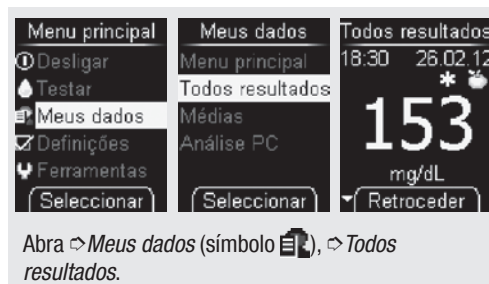 Menu principal
Desligar
Testar
Meus dados
Definições
Ferramentas
Seleccionar
Meus dados
Menu principal
Todos resultados
Médias
Análise PC
Seleccionar
Todos resultados
18:30 26.02.12
*
153
mg/dL
Retroceder
Abra ➪Meus dados (símbolo ), ➪Todos
resultados.